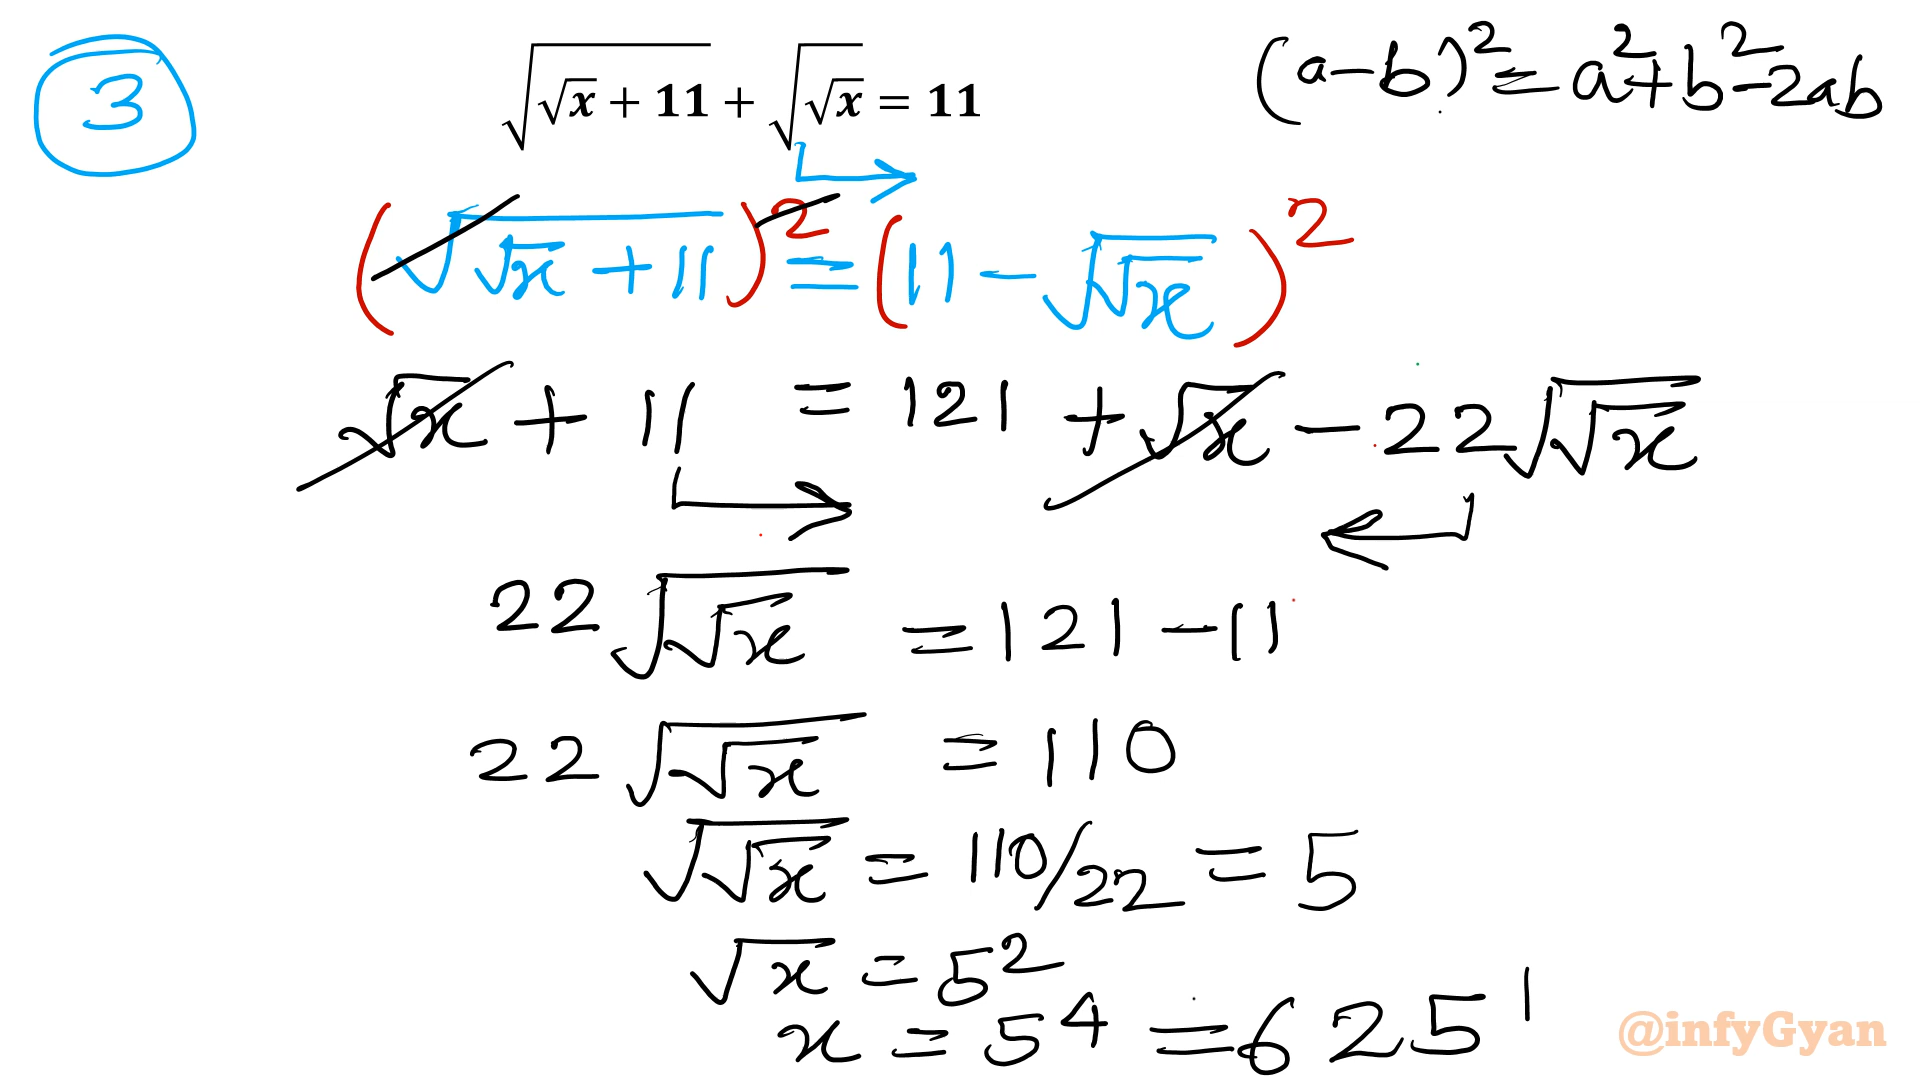 3
√(√x + 11) + √(√x) = 11
(a-b)² = a²+b²-2ab
(√(√x + 11))² = (11 - √(√x))²
√x + 11 = 121 + √x - 22√(√x)
22√(√x) = 121 - 11
22√(√x) = 110
√(√x) = 110/22 = 5
√x = 5²
x = 5⁴ = 625
@infyGyan